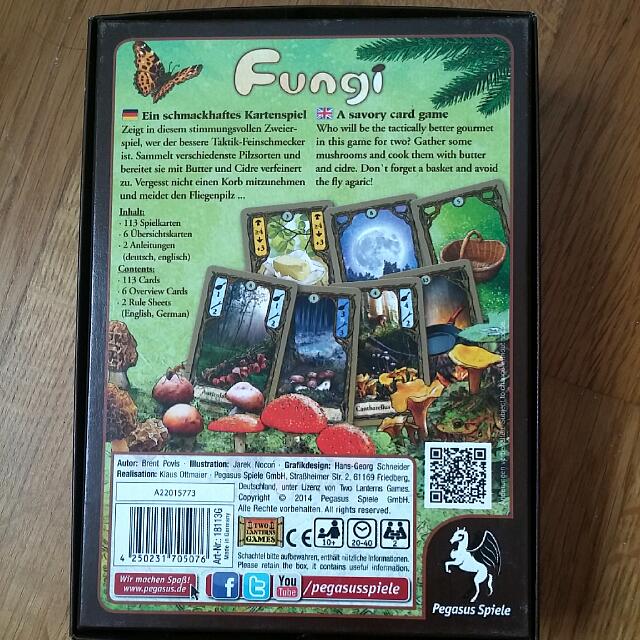 Fungi
Ein schmackhaftes Kartenspiel
Zeigt in diesem stimmungsvollen Zweier-
spiel, wer der bessere Taktik-Feinschmecker
ist. Sammelt verschiedenste Pilzsorten und
bereitet sie mit Butter und Cidre verfeinert
zu. Vergesst nicht einen Korb mitzunehmen
und meidet den Fliegenpilz ...
A savory card game
Who will be the tactically better gourmet
in this game for two? Gather some
mushrooms and cook them with butter
and cidre. Don't forget a basket and avoid
the fly agaric!
Inhalt:
· 113 Spielkarten
· 6 Übersichtskarten
· 2 Anleitungen
(deutsch, englisch)
Contents:
· 113 Cards
· 6 Overview Cards
· 2 Rule Sheets
(English, German)
Cantharellus
Autor: Brent Povis · Illustration: Jarek Nocoń · Grafikdesign: Hans-Georg Schneider
Realisation: Klaus Ottmaier · Pegasus Spiele GmbH, Straßheimer Str. 2, 61169 Friedberg,
Deutschland, unter Lizenz von Two Lanterns Games.
Copyright © 2014 Pegasus Spiele GmbH.
Alle Rechte vorbehalten. All rights reserved.
A22015773
4 250231 705076
Art-Nr: 18113G
Made in Germany
TWO
LANTERNS
GAMES
CE
10+
20-40
2
Schachtel bitte aufbewahren, enthält nützliche Informationen.
Please retain the box, it contains useful information.
Wir machen Spaß!
www.pegasus.de
f
t
You
Tube
/pegasusspiele
Pegasus Spiele